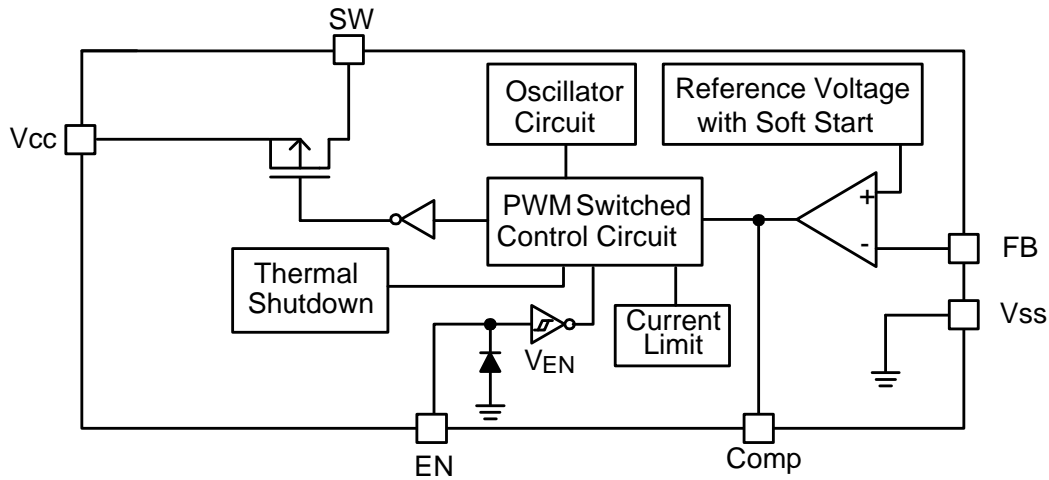 SW
Oscillator
Circuit
Reference Voltage
with Soft Start
Vcc
+
PWM Switched
Control Circuit
-
FB
Thermal
Shutdown
Current
Limit
Vss
VEN
EN
Comp